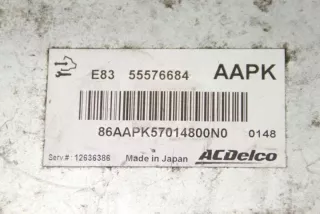 E83 55576684 AAPK
86AAPK57014800N0 0148
Serv.#: 12636386 Made in Japan ACDelco